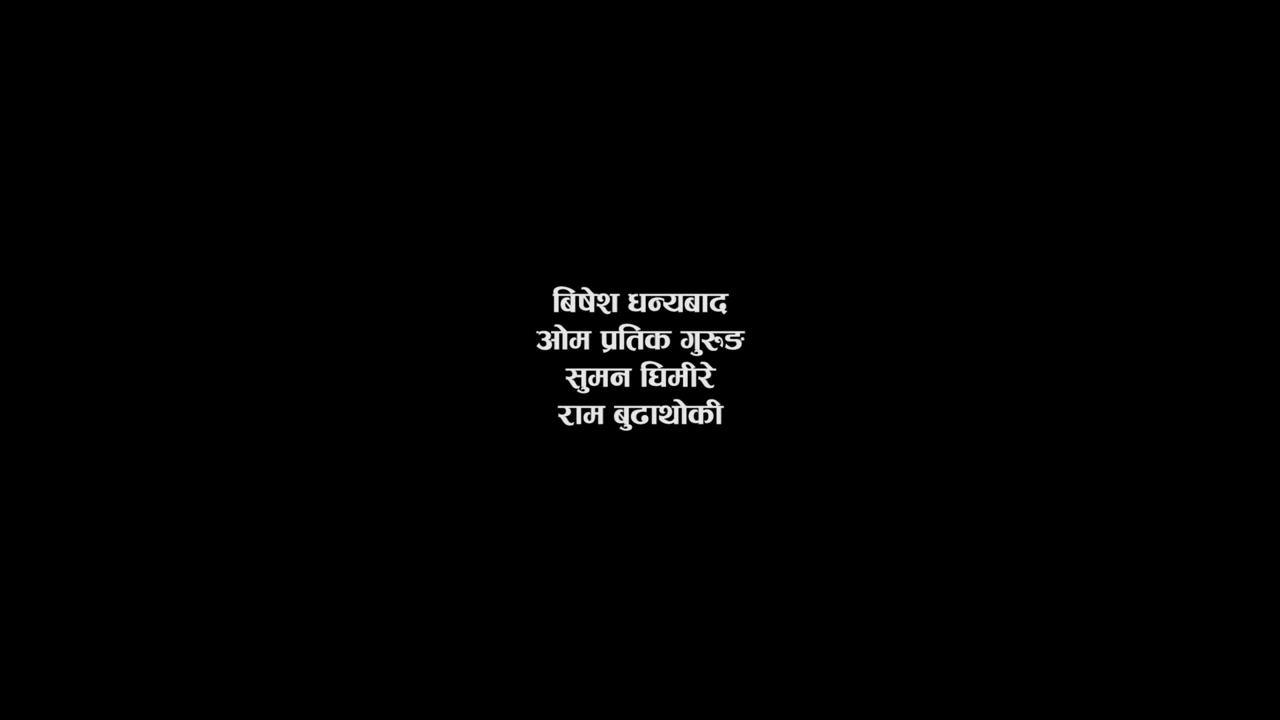 बिषेश धन्यबाद
ओम प्रतिक गुरुङ
सुमन घिमीरे
राम बुढाथोकी